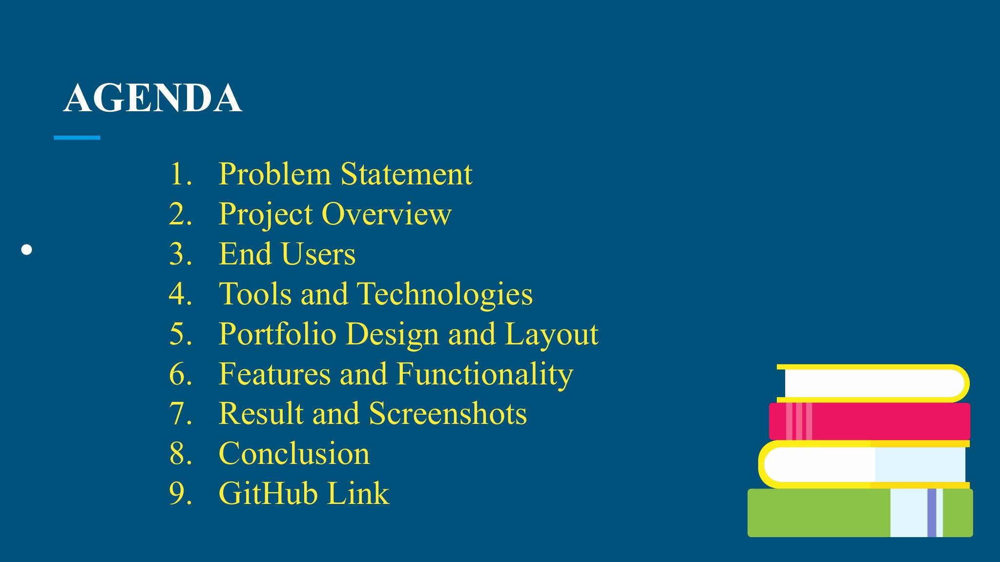 AGENDA
1. Problem Statement
2. Project Overview
3. End Users
4. Tools and Technologies
5. Portfolio Design and Layout
6. Features and Functionality
7. Result and Screenshots
8. Conclusion
9. GitHub Link